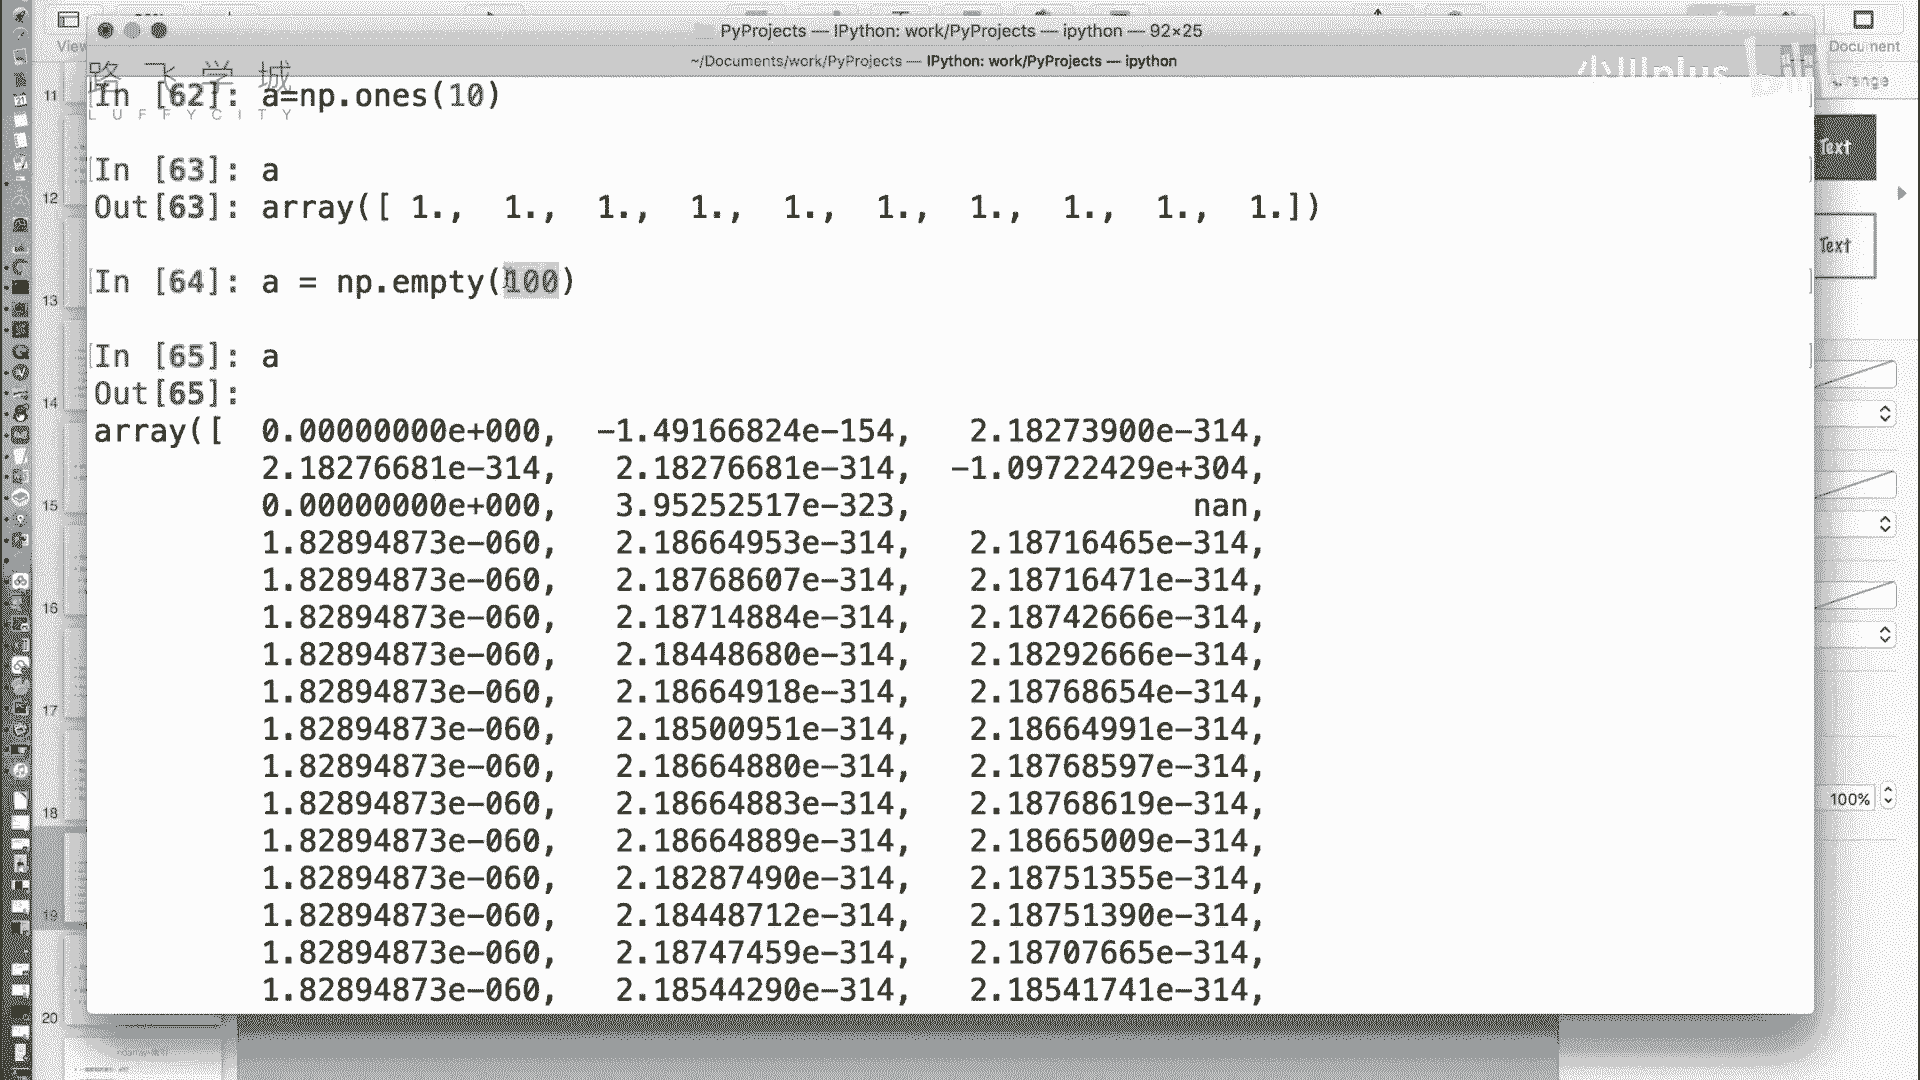 PyProjects — IPython: work/PyProjects — ipython — 92×25
View
Document
~/Documents/work/PyProjects — IPython: work/PyProjects — ipython
路飞学城
LUFFYCITY
In [62]: a=np.ones(10)
In [63]: a
Out[63]: array([ 1., 1., 1., 1., 1., 1., 1., 1., 1., 1.])
In [64]: a = np.empty(100)
In [65]: a
Out[65]:
array([ 0.00000000e+000, -1.49166824e-154, 2.18273900e-314,
2.18276681e-314, 2.18276681e-314, -1.09722429e+304,
0.00000000e+000, 3.95252517e-323, nan,
1.82894873e-060, 2.18664953e-314, 2.18716465e-314,
1.82894873e-060, 2.18768607e-314, 2.18716471e-314,
1.82894873e-060, 2.18714884e-314, 2.18742666e-314,
1.82894873e-060, 2.18448680e-314, 2.18292666e-314,
1.82894873e-060, 2.18664918e-314, 2.18768654e-314,
1.82894873e-060, 2.18500951e-314, 2.18664991e-314,
1.82894873e-060, 2.18664880e-314, 2.18768597e-314,
1.82894873e-060, 2.18664883e-314, 2.18768619e-314,
1.82894873e-060, 2.18664889e-314, 2.18665009e-314,
1.82894873e-060, 2.18287490e-314, 2.18751355e-314,
1.82894873e-060, 2.18448712e-314, 2.18751390e-314,
1.82894873e-060, 2.18747459e-314, 2.18707665e-314,
1.82894873e-060, 2.18544290e-314, 2.18541741e-314,
11
12
13
14
15
16
17
18
19
20
Text
Text
100%